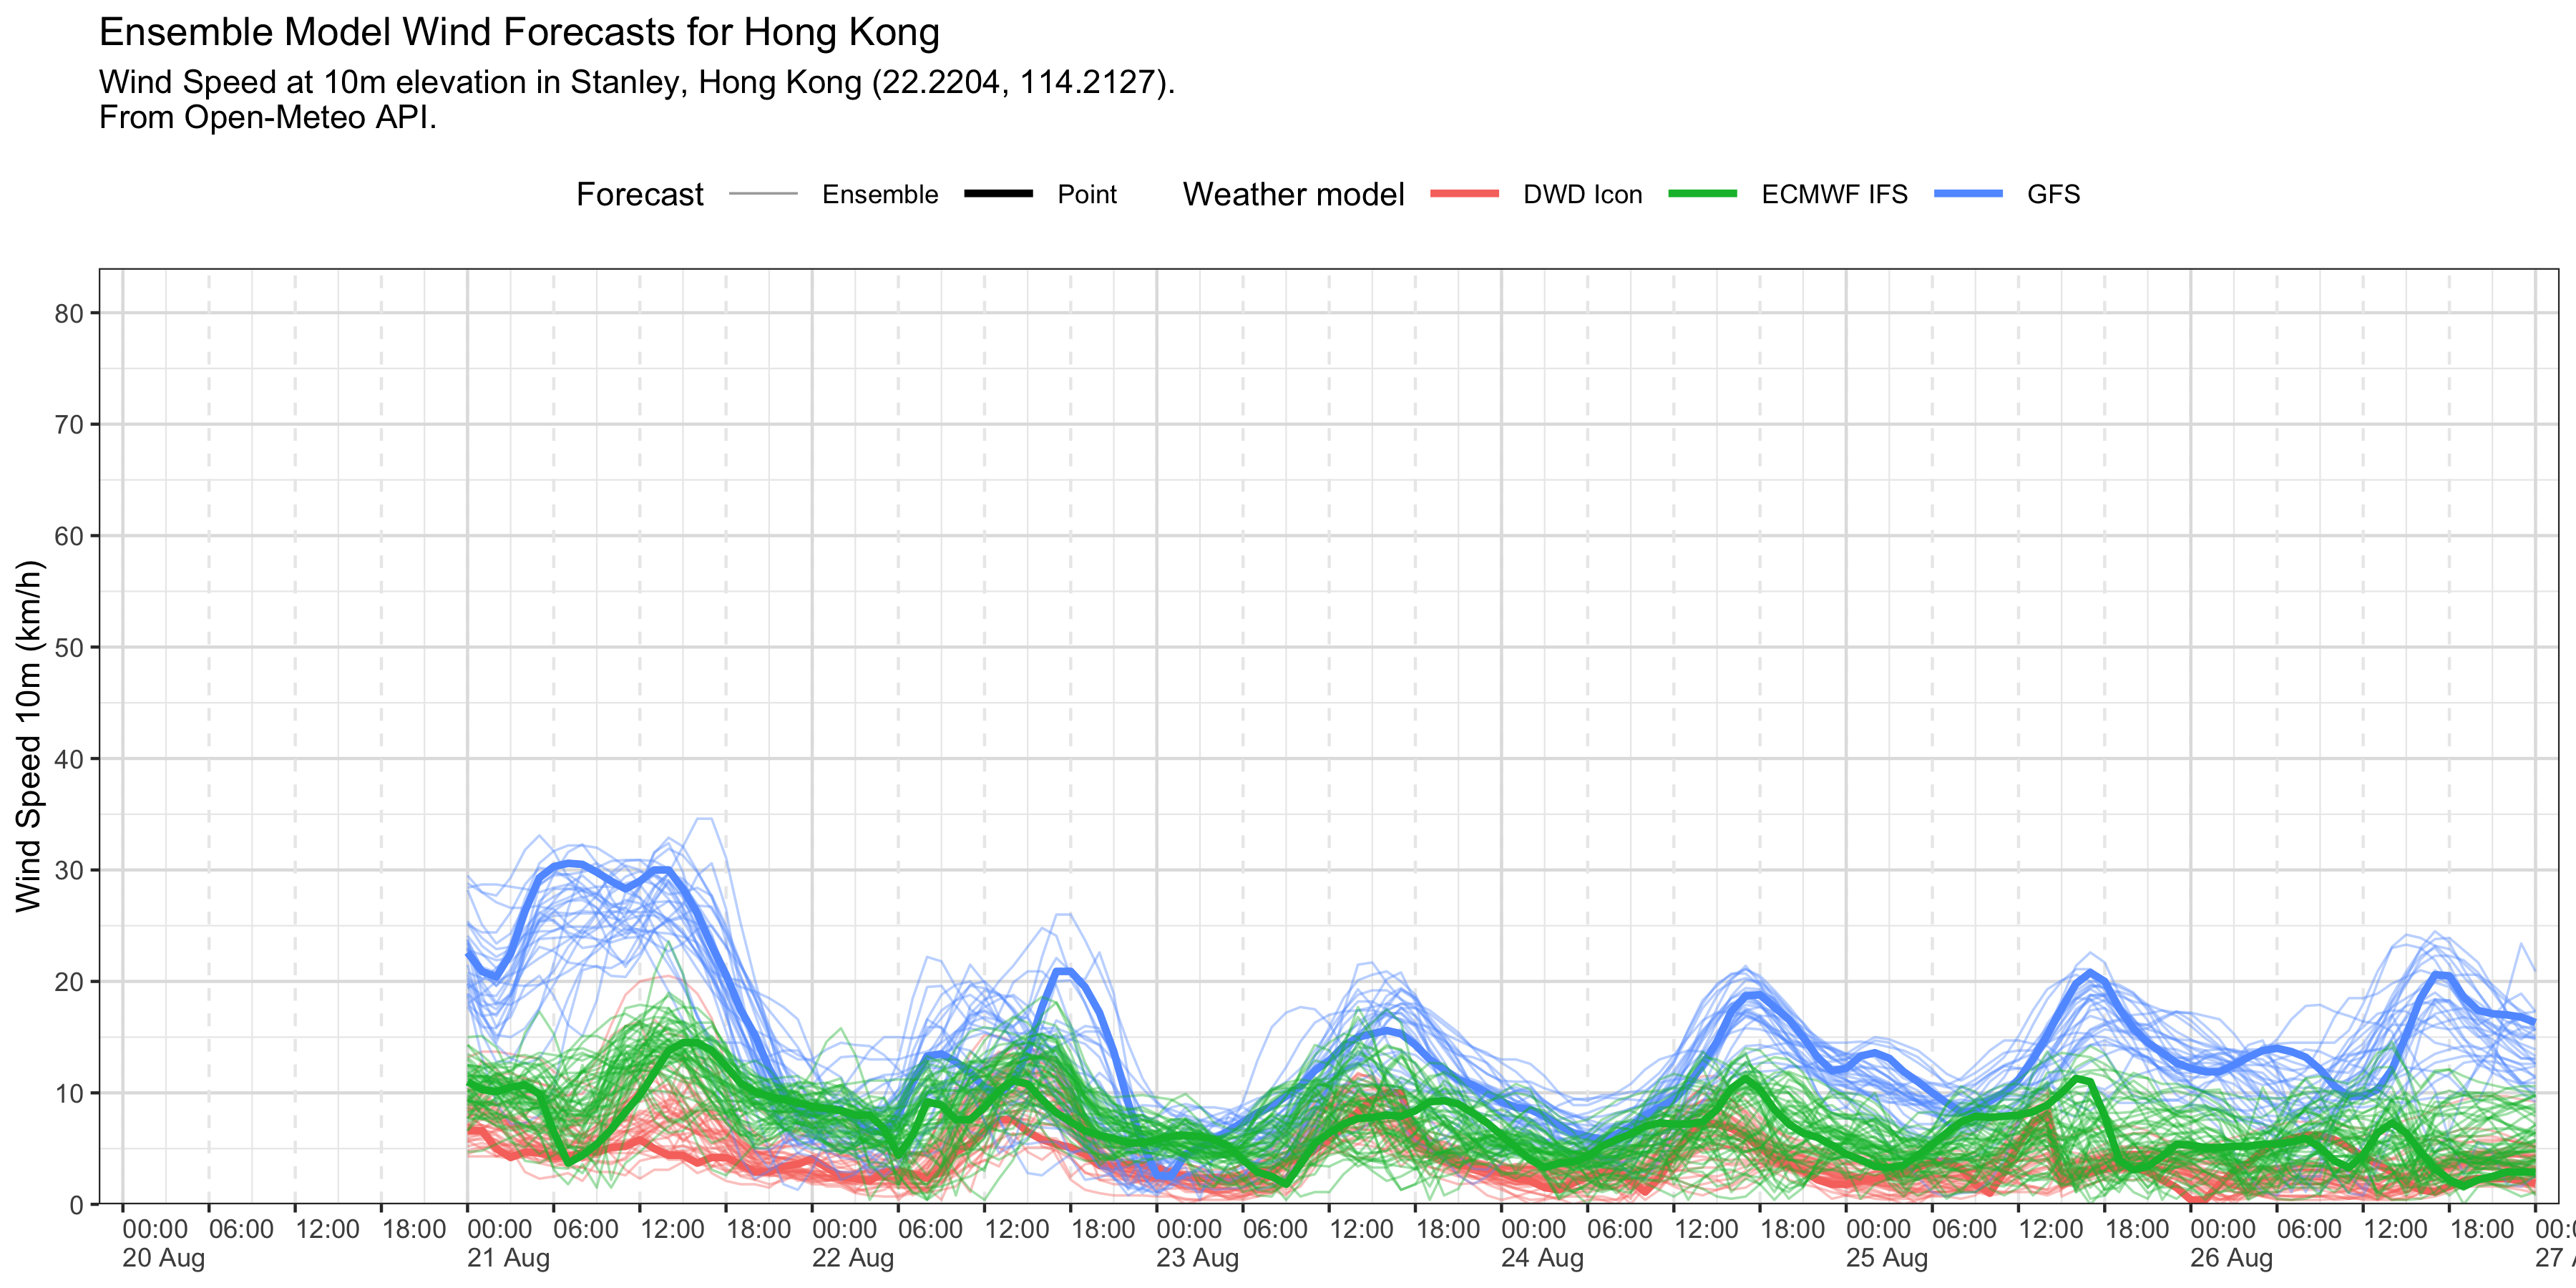 Ensemble Model Wind Forecasts for Hong Kong
Wind Speed at 10m elevation in Stanley, Hong Kong (22.2204, 114.2127).
From Open-Meteo API.
Forecast Ensemble Point Weather model DWD Icon ECMWF IFS GFS
Wind Speed 10m (km/h)
80
70
60
50
40
30
20
10
0
00:00 06:00 12:00 18:00 00:00 06:00 12:00 18:00 00:00 06:00 12:00 18:00 00:00 06:00 12:00 18:00 00:00 06:00 12:00 18:00 00:00 06:00 12:00 18:00 00:00 06:00 12:00 18:00 00:0
20 Aug 21 Aug 22 Aug 23 Aug 24 Aug 25 Aug 26 Aug 27